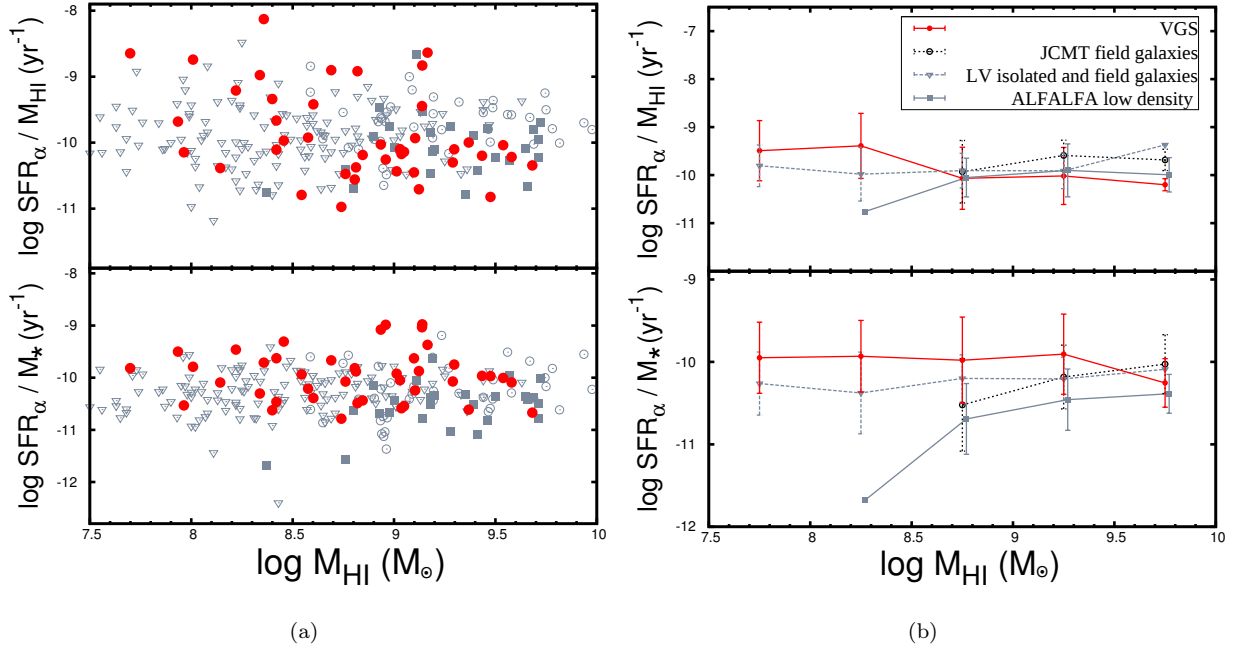 log SFRα / MHI (yr-1)
-8
-9
-10
-11
log SFRα / M★ (yr-1)
-8
-9
-10
-11
-12
7.5 8 8.5 9 9.5 10
log MHI (M⊙)
(a)
VGS
JCMT field galaxies
LV isolated and field galaxies
ALFALFA low density
log SFRα / MHI (yr-1)
-7
-8
-9
-10
-11
log SFRα / M★ (yr-1)
-9
-10
-11
-12
7.5 8 8.5 9 9.5 10
log MHI (M⊙)
(b)